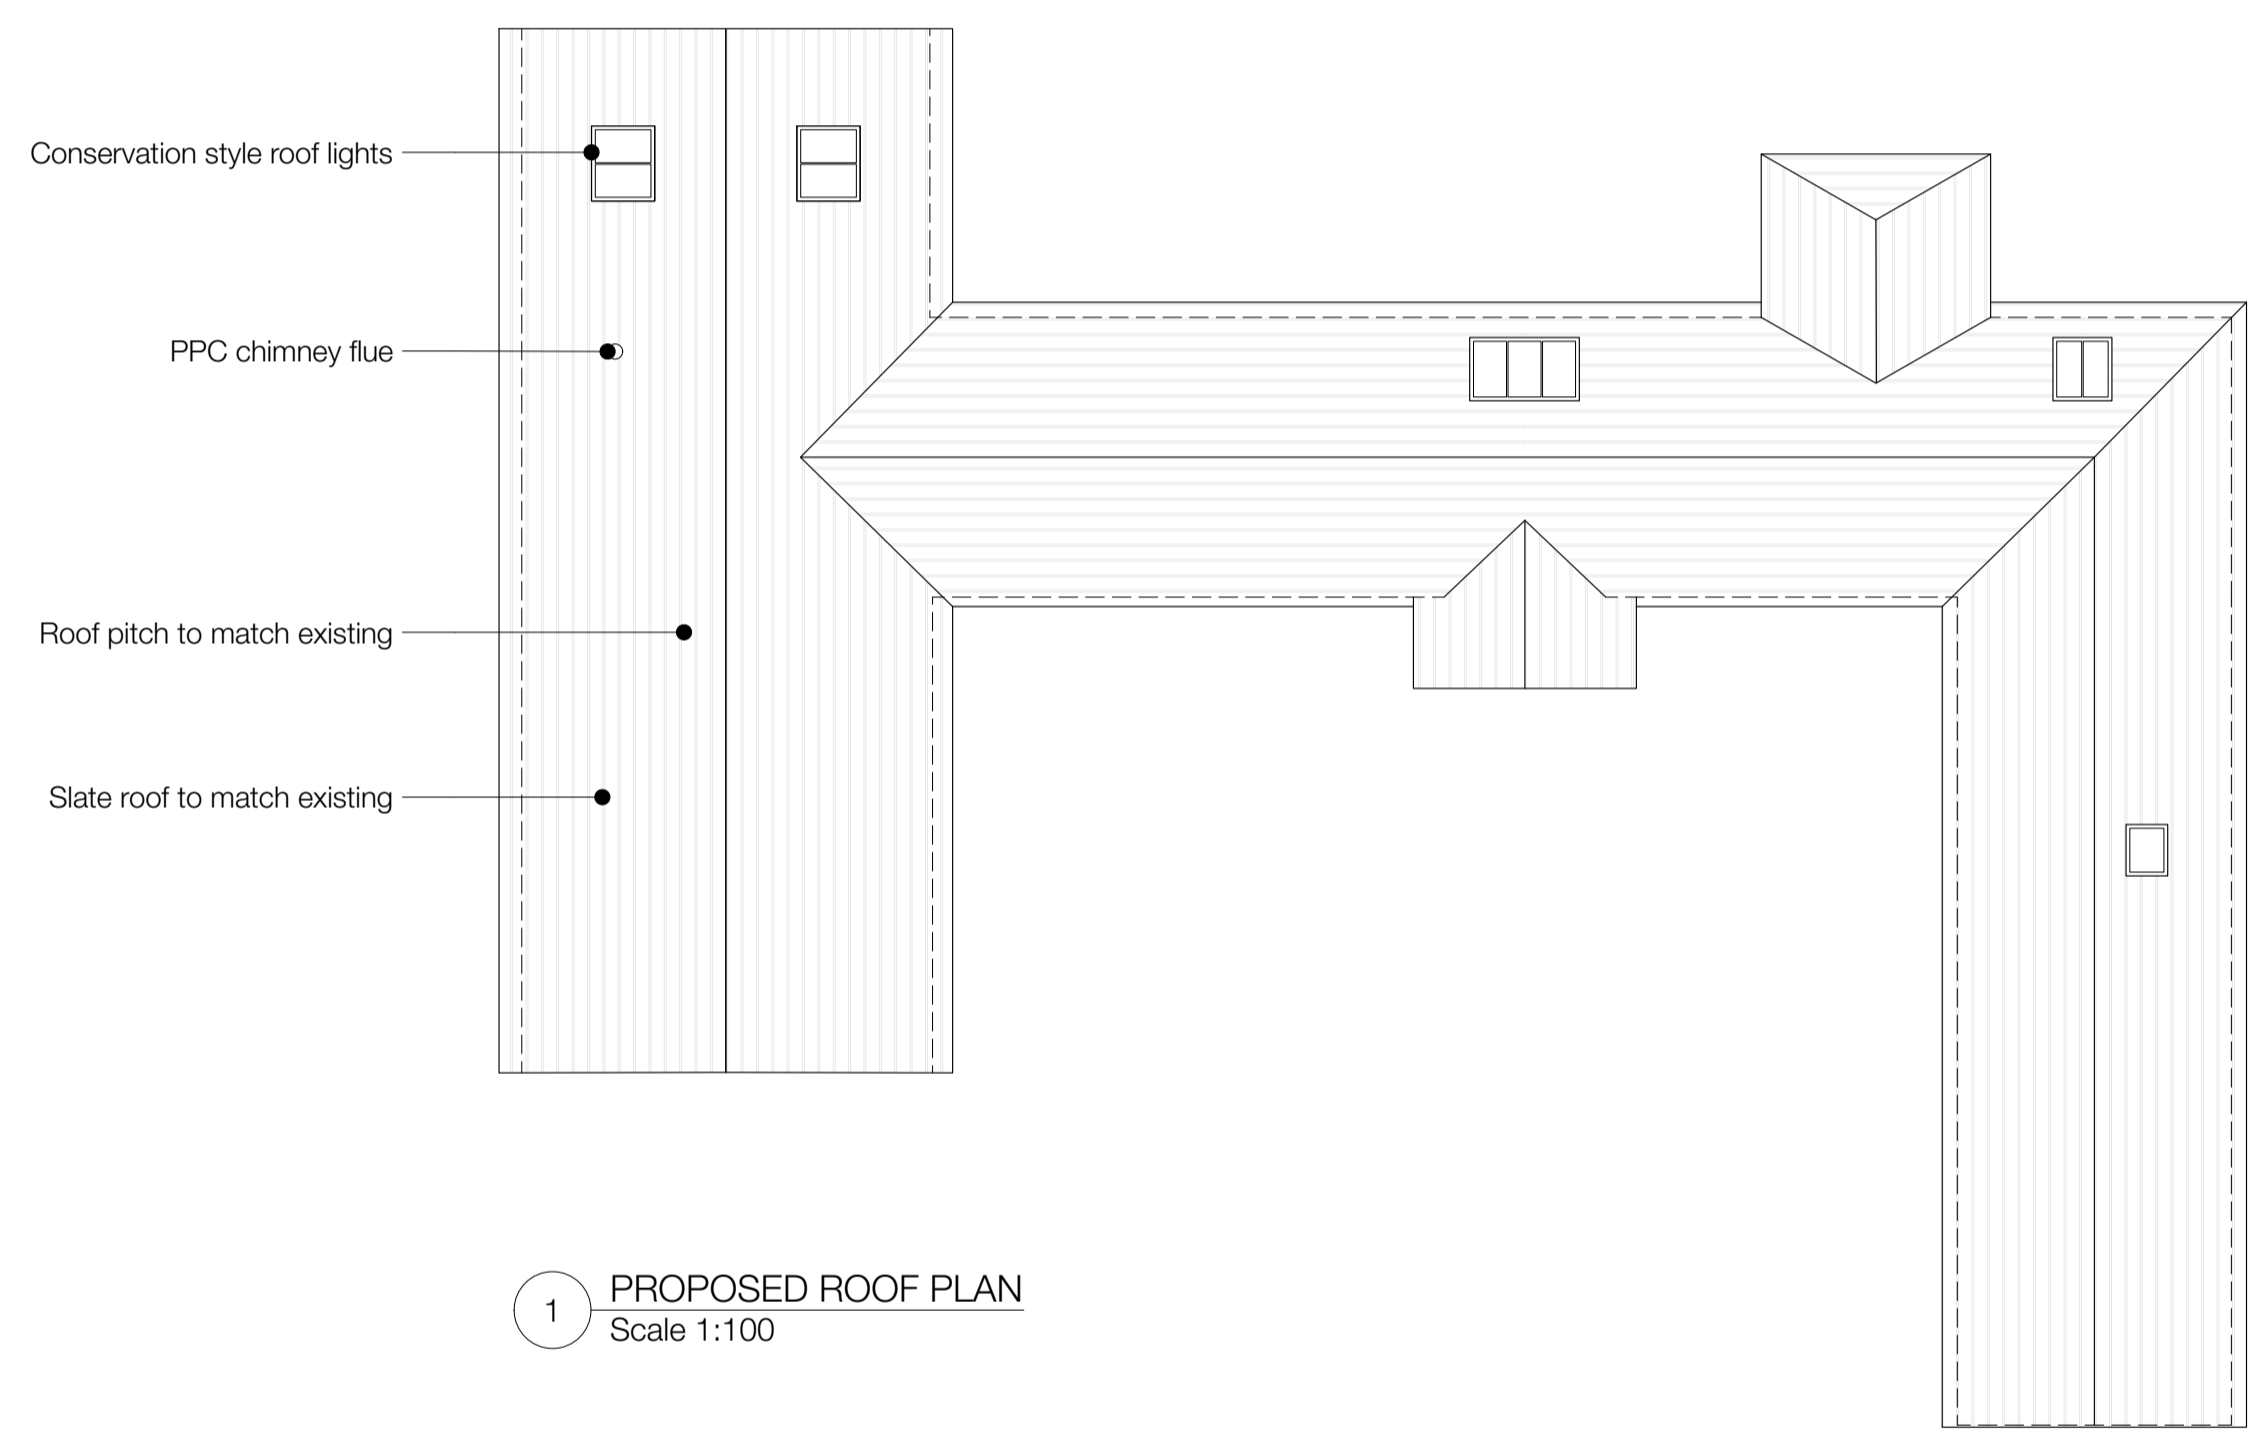 Conservation style roof lights
PPC chimney flue
Roof pitch to match existing
Slate roof to match existing
1
PROPOSED ROOF PLAN
Scale 1:100